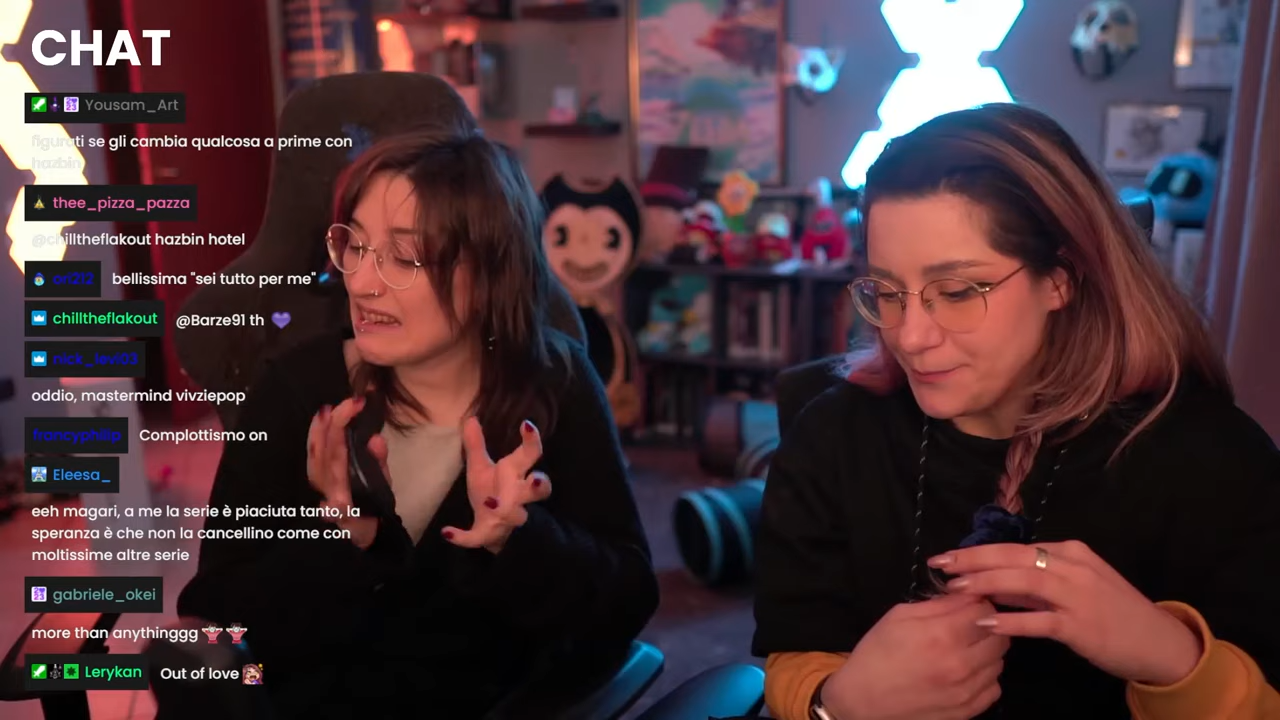 CHAT
Yousam_Art
figurati se gli cambia qualcosa a prime con
hazbin
thee_pizza_pazza
@chilltheflakout hazbin hotel
ori212 bellissima "sei tutto per me"
chilltheflakout @Barze91 th
nick_levi03
oddio, mastermind vivziepop
francyphilip Complottismo on
Eleesa_
eeh magari, a me la serie è piaciuta tanto, la
speranza è che non la cancellino come con
moltissime altre serie
gabriele_okei
more than anythinggg
Lerykan Out of love